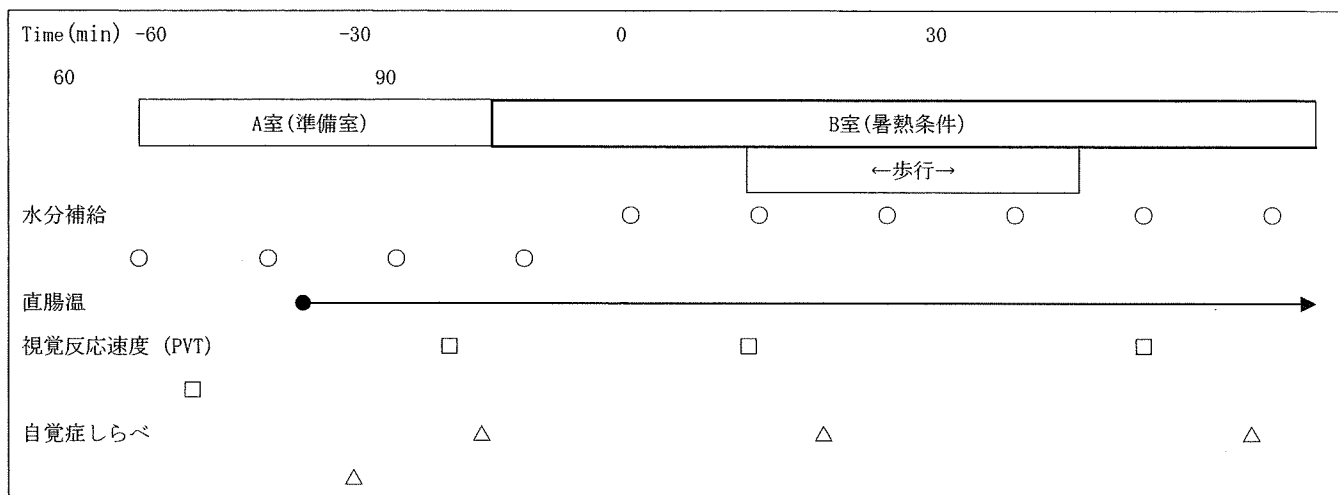 Time(min) -60 -30 0 30
60 90
A室(準備室) B室(暑熱条件)
←歩行→
水分補給 ○ ○ ○ ○ ○ ○
○ ○ ○ ○
直腸温
視覚反応速度 (PVT) □ □ □
□
自覚症しらべ △ △ △
△